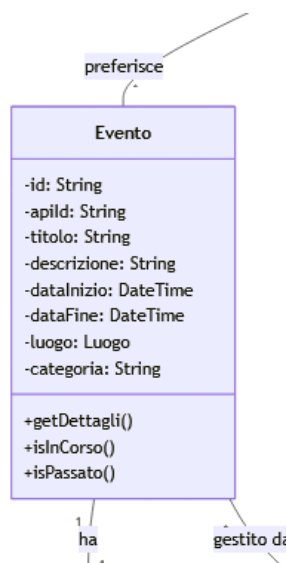 preferisce
*
Evento
-id: String
-apiId: String
-titolo: String
-descrizione: String
-dataInizio: DateTime
-dataFine: DateTime
-luogo: Luogo
-categoria: String
+getDettagli()
+isInCorso()
+isPassato()
1
ha
gestito da
1